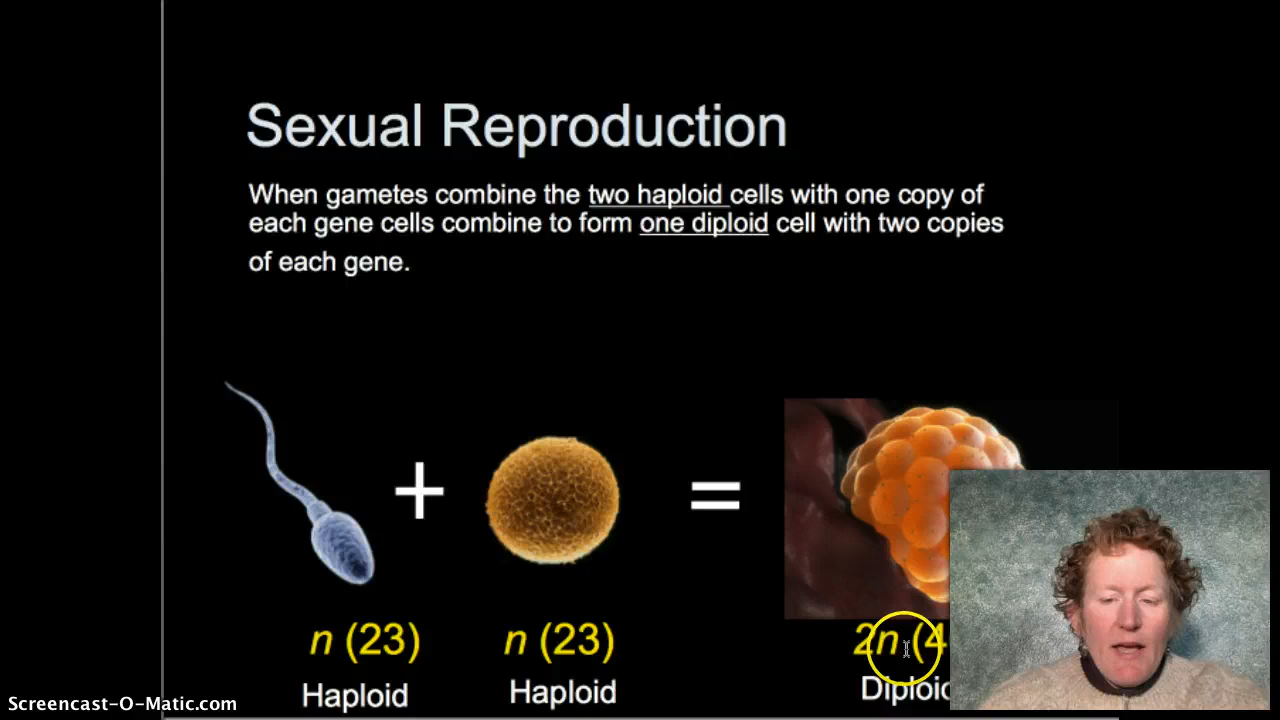 Sexual Reproduction
When gametes combine the two haploid cells with one copy of
each gene cells combine to form one diploid cell with two copies
of each gene.
+ =
n (23) n (23) 2n (4
Haploid Haploid Diploid
Screencast-O-Matic.com